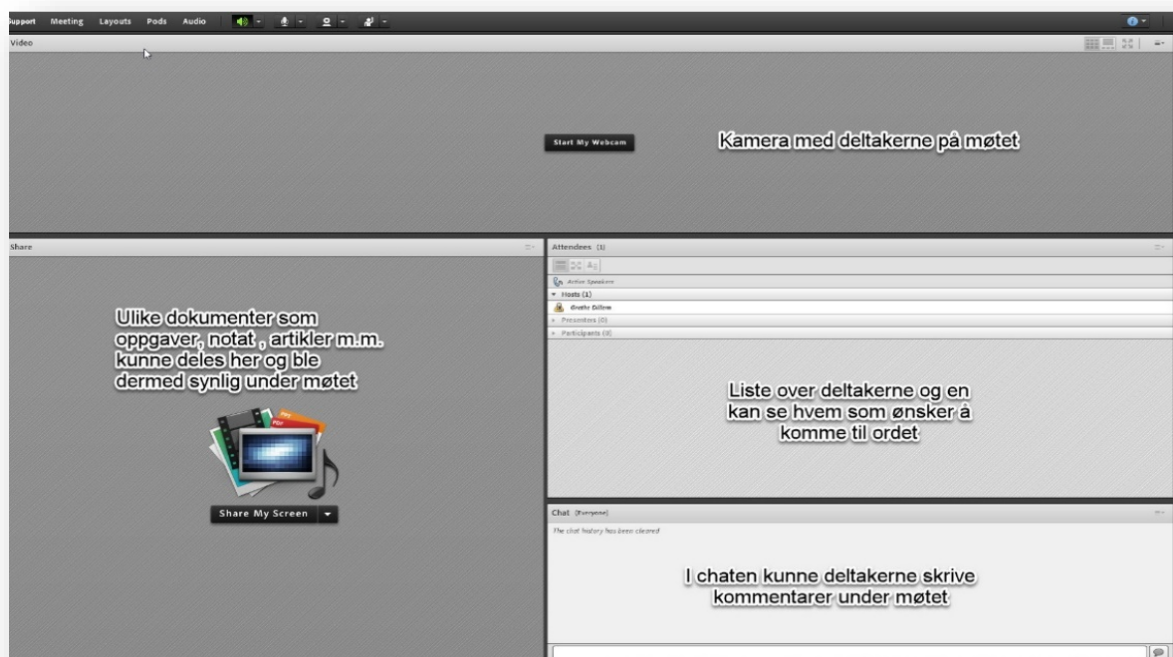 Support Meeting Layouts Pods Audio
Video
Start My Webcam
Kamera med deltakerne på møtet
Share
Ulike dokumenter som
oppgaver, notat , artikler m.m.
kunne deles her og ble
dermed synlig under møtet
PPT
PDF
Share My Screen
Attendees (1)
Active Speakers
Hosts (1)
Presenters (0)
Participants (0)
Liste over deltakerne og en
kan se hvem som ønsker å
komme til ordet
Chat (Everyone)
The chat history has been cleared
I chaten kunne deltakerne skrive
kommentarer under møtet